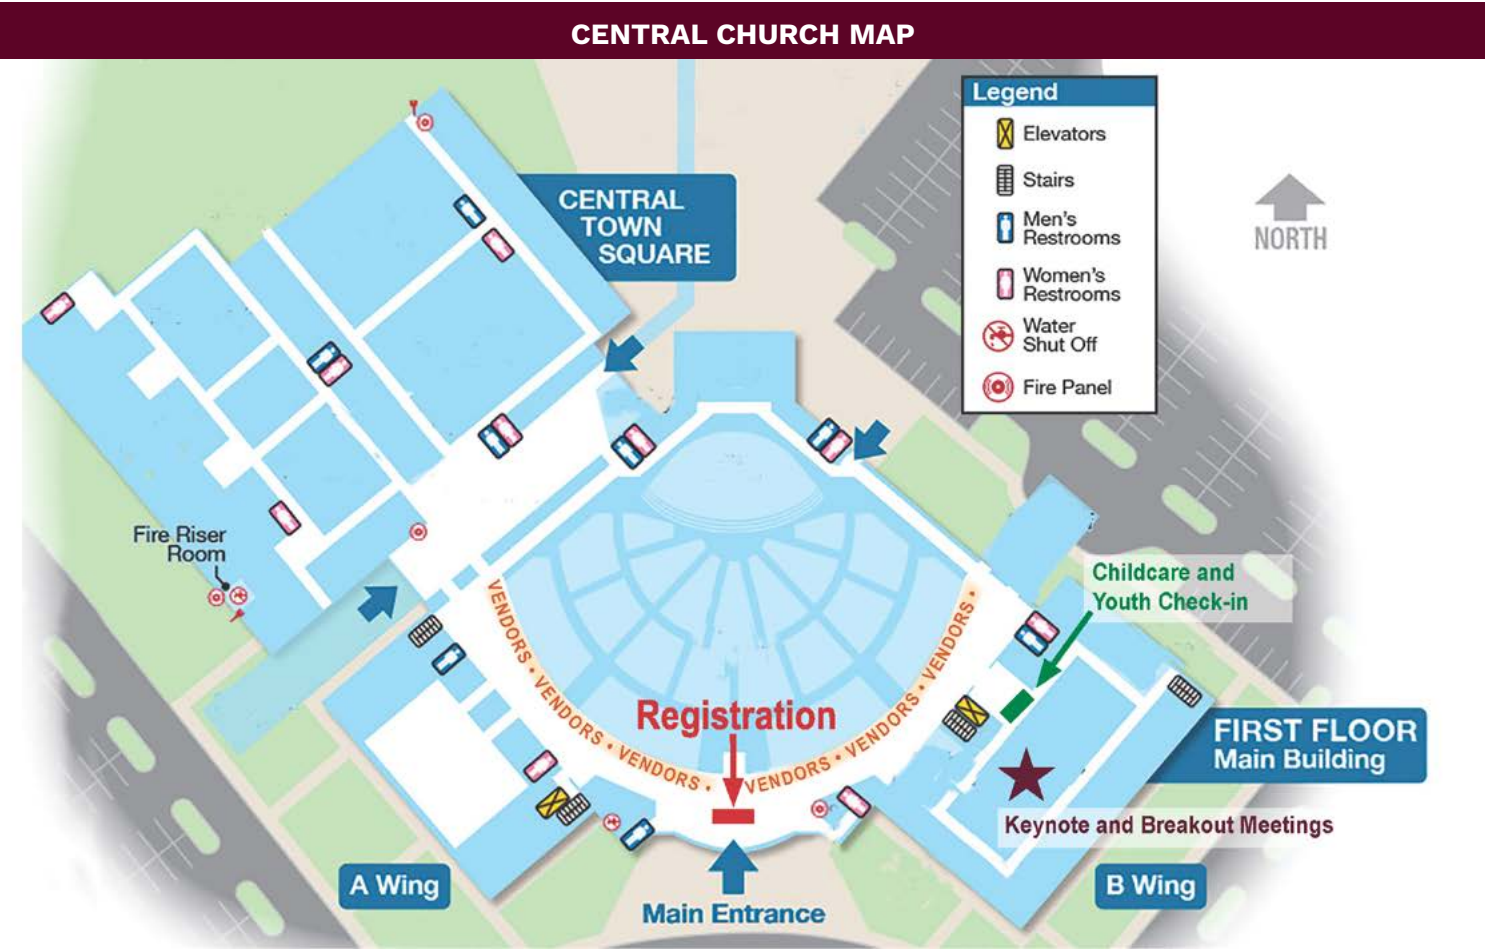 CENTRAL CHURCH MAP
Legend
Elevators
Stairs
Men's
Restrooms
Women's
Restrooms
Water
Shut Off
Fire Panel
NORTH
CENTRAL
TOWN
SQUARE
Fire Riser
Room
Childcare and
Youth Check-in
VENDORS • VENDORS • VENDORS •
VENDORS • VENDORS • VENDORS •
Registration
FIRST FLOOR
Main Building
Keynote and Breakout Meetings
A Wing
B Wing
Main Entrance